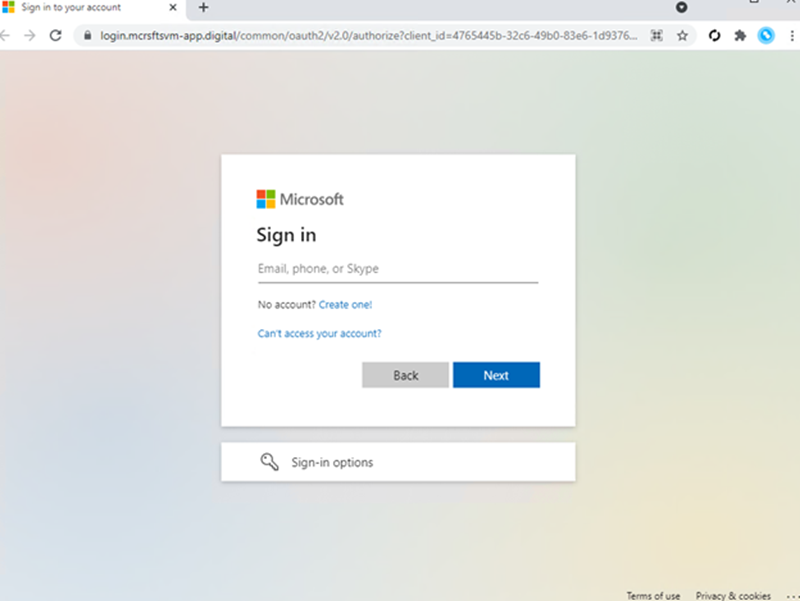 Sign in to your account
login.mcrsftsvm-app.digital/common/oauth2/v2.0/authorize?client_id=4765445b-32c6-49b0-83e6-1d9376...
Microsoft
Sign in
Email, phone, or Skype
No account? Create one!
Can't access your account?
Back Next
Sign-in options
Terms of use Privacy & cookies ...